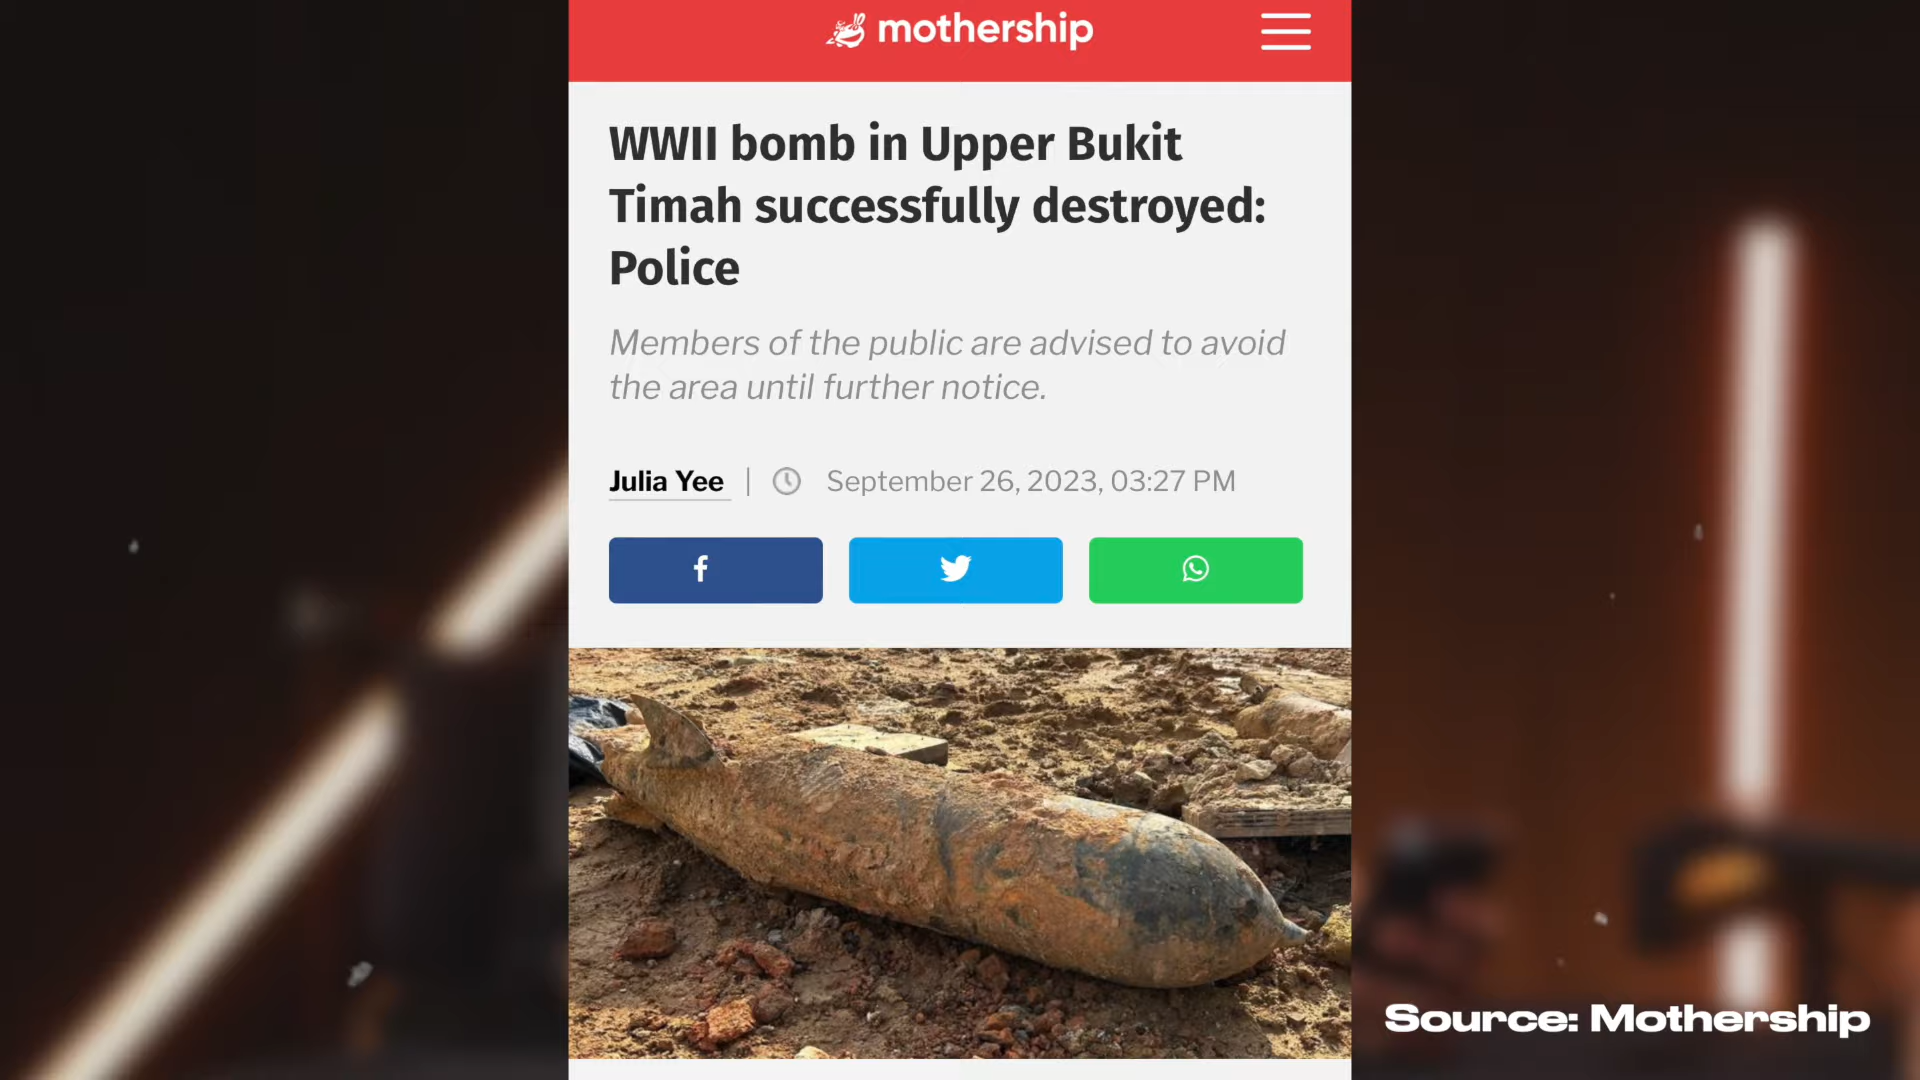 mothership
WWII bomb in Upper Bukit
Timah successfully destroyed:
Police
Members of the public are advised to avoid
the area until further notice.
Julia Yee | September 26, 2023, 03:27 PM
Source: Mothership